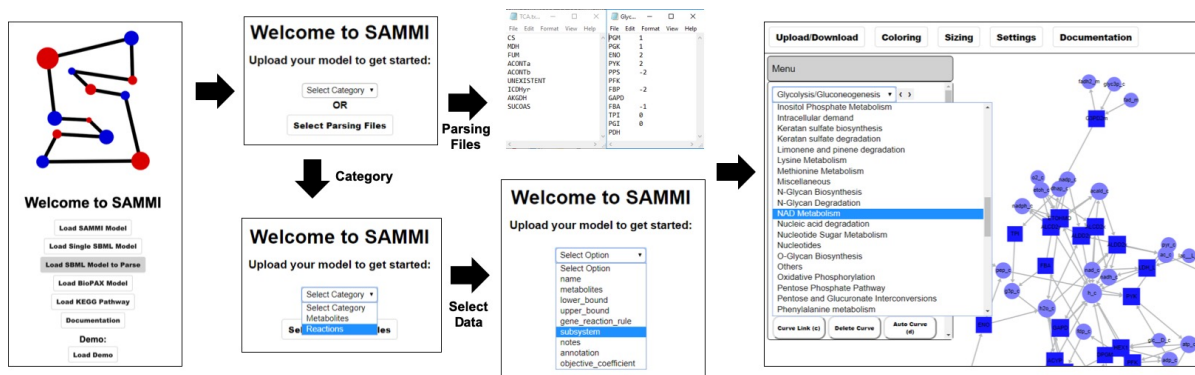 Welcome to SAMMI
Load SAMMI Model
Load Single SBML Model
Load SBML Model to Parse
Load BioPAX Model
Load KEGG Pathway
Documentation
Demo:
Load Demo
Welcome to SAMMI
Upload your model to get started:
Select Category
OR
Select Parsing Files
Category
Welcome to SAMMI
Upload your model to get started:
Select Category
Select Category
Metabolites
Reactions
Parsing
Files
File Edit Format View Help
CS
MDH
FUM
ACONTa
ACONTb
UNEXISTENT
ICDHyr
AKGDH
SUCOAS
Glyc...
File Edit Format View Help
PGM 1
PGK 1
ENO 2
PYK 2
PPS -2
PFK
FBP -2
GAPD
FBA -1
TPI 0
PGI 0
PDH
Select
Data
Welcome to SAMMI
Upload your model to get started:
Select Option
Select Option
name
metabolites
lower_bound
upper_bound
gene_reaction_rule
subsystem
notes
annotation
objective_coefficient
Upload/Download Coloring Sizing Settings Documentation
Menu
Glycolysis/Gluconeogenesis
Inositol Phosphate Metabolism
Intracellular demand
Keratan sulfate biosynthesis
Keratan sulfate degradation
Limonene and pinene degradation
Lysine Metabolism
Methionine Metabolism
Miscellaneous
N-Glycan Biosynthesis
N-Glycan Degradation
NAD Metabolism
Nucleic acid degradation
Nucleotide Sugar Metabolism
Nucleotides
O-Glycan Biosynthesis
Others
Oxidative Phosphorylation
Pentose Phosphate Pathway
Pentose and Glucuronate Interconversions
Phenylalanine metabolism
Curve Link (c) Delete Curve Auto Curve
(d)
fadh2_m
glyc3p_c
fad_m